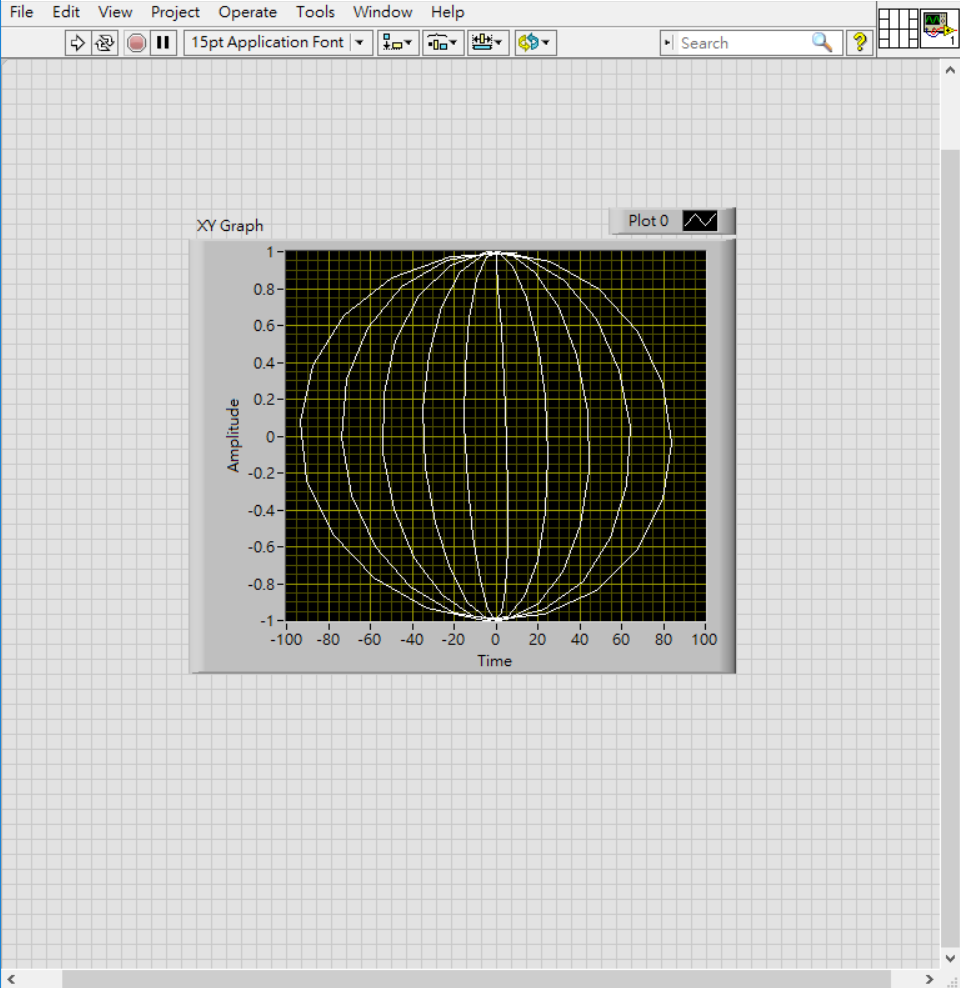 File Edit View Project Operate Tools Window Help
15pt Application Font Search ? 1
XY Graph Plot 0
Amplitude
1
0.8
0.6
0.4
0.2
0
-0.2
-0.4
-0.6
-0.8
-1
-100 -80 -60 -40 -20 0 20 40 60 80 100
Time